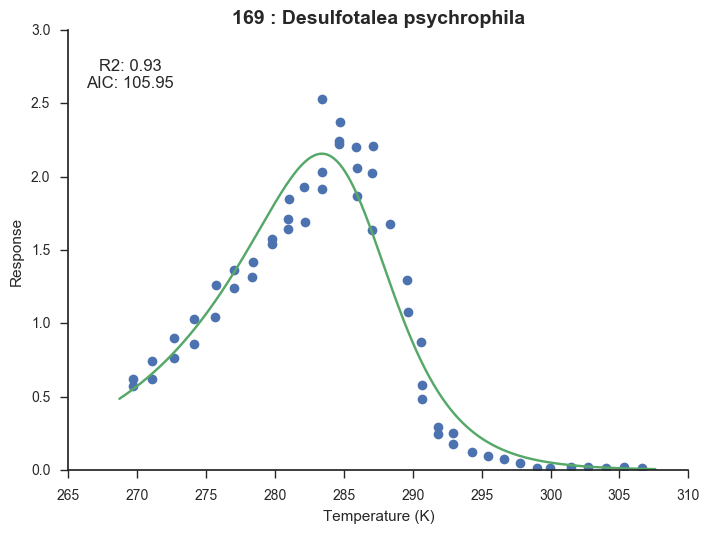 169 : Desulfotalea psychrophila
R2: 0.93
AIC: 105.95
3.0
2.5
2.0
1.5
1.0
0.5
0.0
Response
265 270 275 280 285 290 295 300 305 310
Temperature (K)